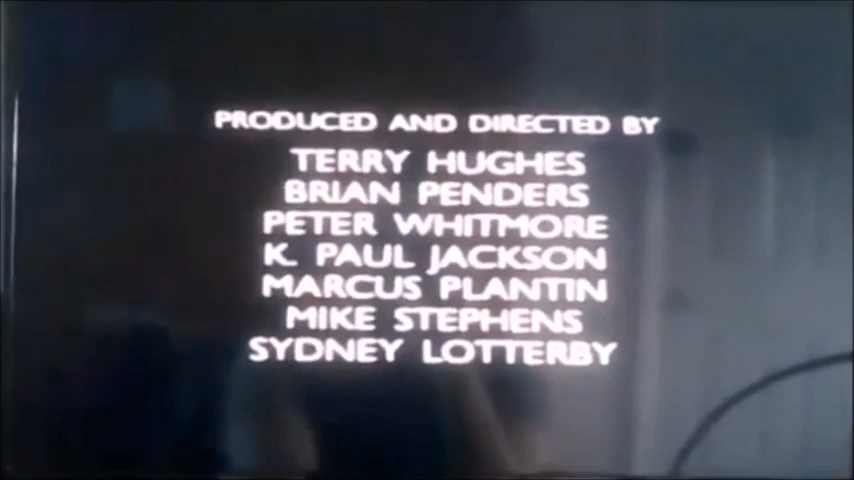 PRODUCED AND DIRECTED BY
TERRY HUGHES
BRIAN PENDERS
PETER WHITMORE
K. PAUL JACKSON
MARCUS PLANTIN
MIKE STEPHENS
SYDNEY LOTTERBY